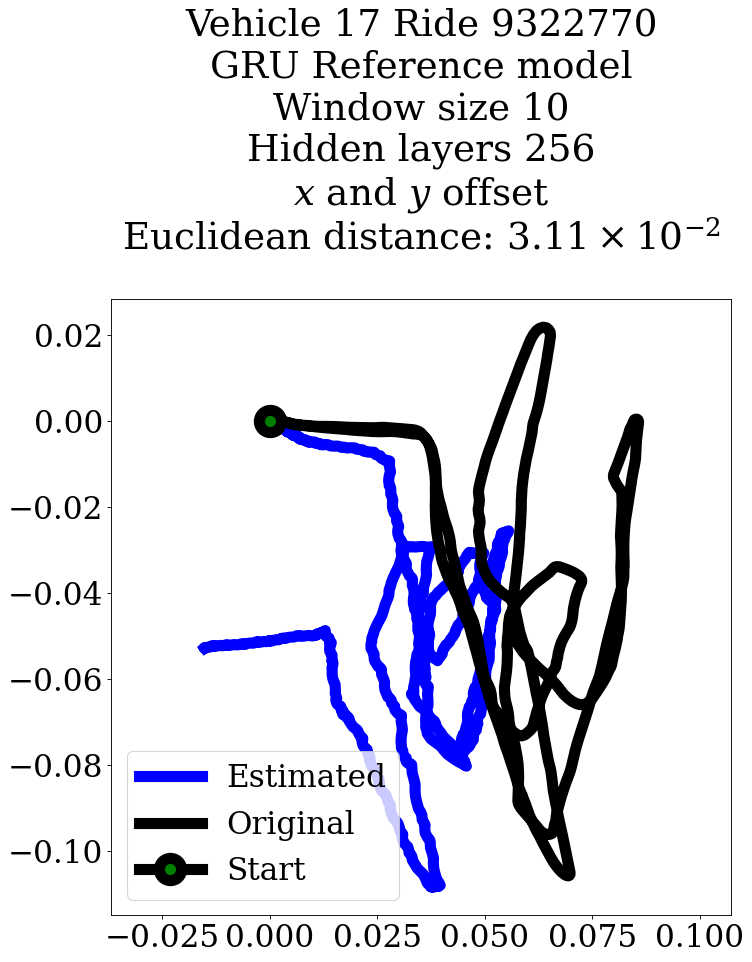 Vehicle 17 Ride 9322770
GRU Reference model
Window size 10
Hidden layers 256
x and y offset
Euclidean distance: 3.11 × 10⁻²
0.02
0.00
−0.02
−0.04
−0.06
−0.08
−0.10
Estimated
Original
Start
−0.025 0.000 0.025 0.050 0.075 0.100